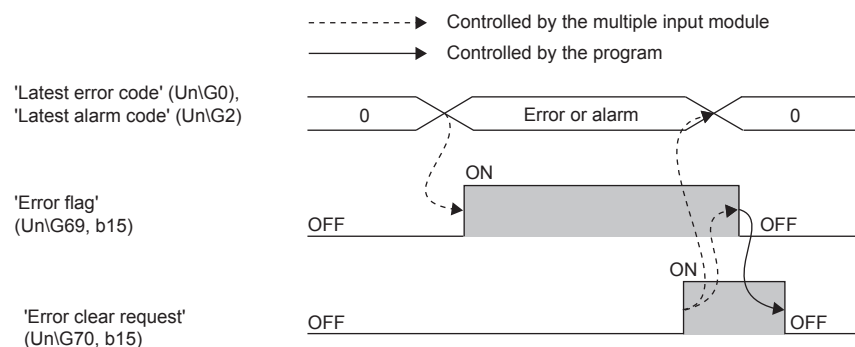 Controlled by the multiple input module
Controlled by the program
'Latest error code' (Un\G0),
'Latest alarm code' (Un\G2)
0
Error or alarm
0
ON
'Error flag'
(Un\G69, b15)
OFF
OFF
ON
'Error clear request'
(Un\G70, b15)
OFF
OFF